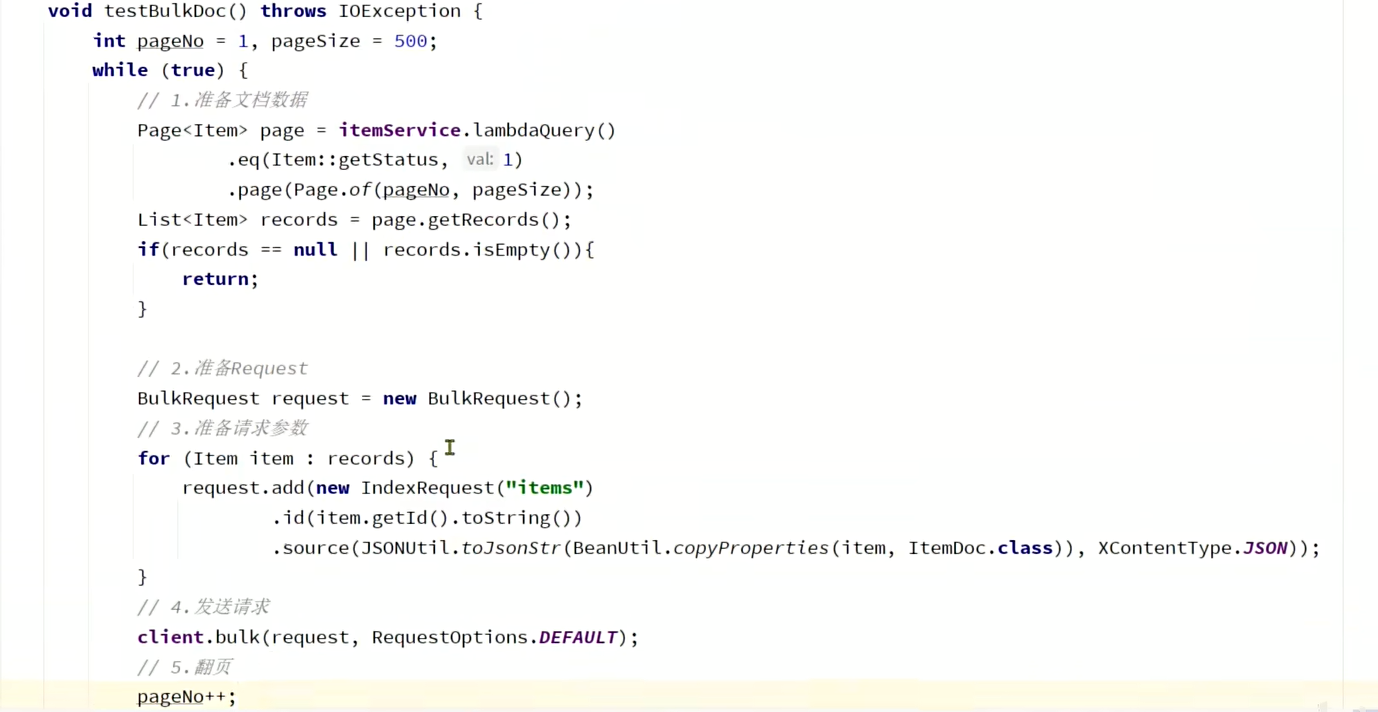 void testBulkDoc() throws IOException {
int pageNo = 1, pageSize = 500;
while (true) {
// 1.准备文档数据
Page<Item> page = itemService.lambdaQuery()
.eq(Item::getStatus, val: 1)
.page(Page.of(pageNo, pageSize));
List<Item> records = page.getRecords();
if(records == null || records.isEmpty()){
return;
}
// 2.准备Request
BulkRequest request = new BulkRequest();
// 3.准备请求参数
for (Item item : records) {
request.add(new IndexRequest("items")
.id(item.getId().toString())
.source(JSONUtil.toJsonStr(BeanUtil.copyProperties(item, ItemDoc.class)), XContentType.JSON));
}
// 4.发送请求
client.bulk(request, RequestOptions.DEFAULT);
// 5.翻页
pageNo++;